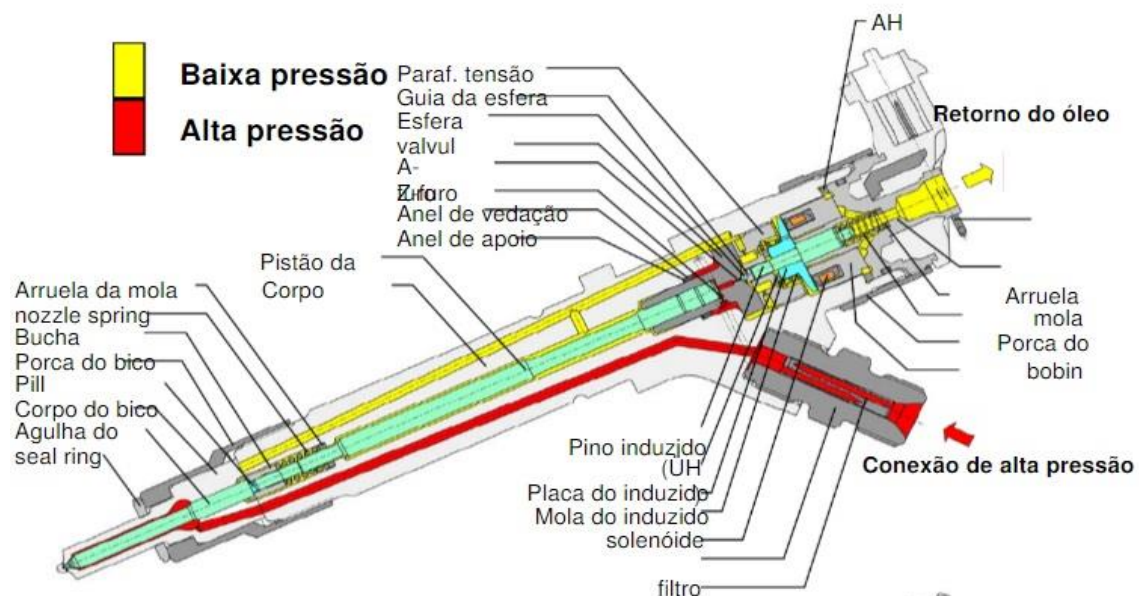 Baixa pressão
Alta pressão
AH
Paraf. tensão
Guia da esfera
Esfera
valvul
A-
Anel de vedação
Anel de apoio
Retorno do óleo
Pistão da
Corpo
Arruela da mola
nozzle spring
Bucha
Porca do bico
Pill
Corpo do bico
Agulha do
seal ring
Arruela
mola
Porca do
bobin
Pino induzido
(UH
Placa do induzido
Mola do induzido
solenóide
filtro
Conexão de alta pressão